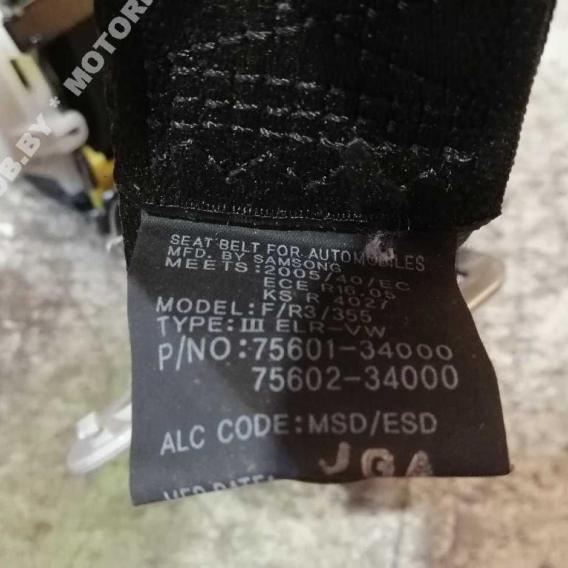 SEAT BELT FOR AUTOMOBILES
MFD. BY SAMSONG
MEETS:2005/40/EC
ECE R16.05
KS R 4027
MODEL:F/R3/355
TYPE:III ELR-VW
P/NO:75601-34000
75602-34000
ALC CODE:MSD/ESD
JGA